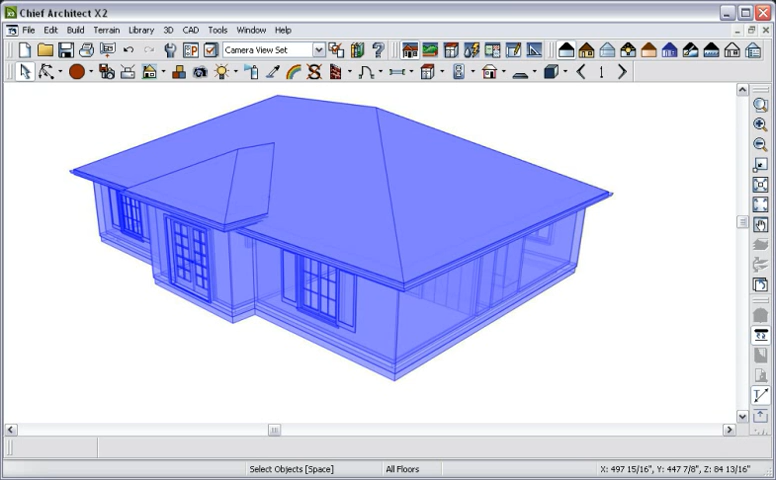 Chief Architect X2
File Edit Build Terrain Library 3D CAD Tools Window Help
Camera View Set
1
Select Objects [Space] All Floors X: 497 15/16", Y: 447 7/8", Z: 84 13/16"